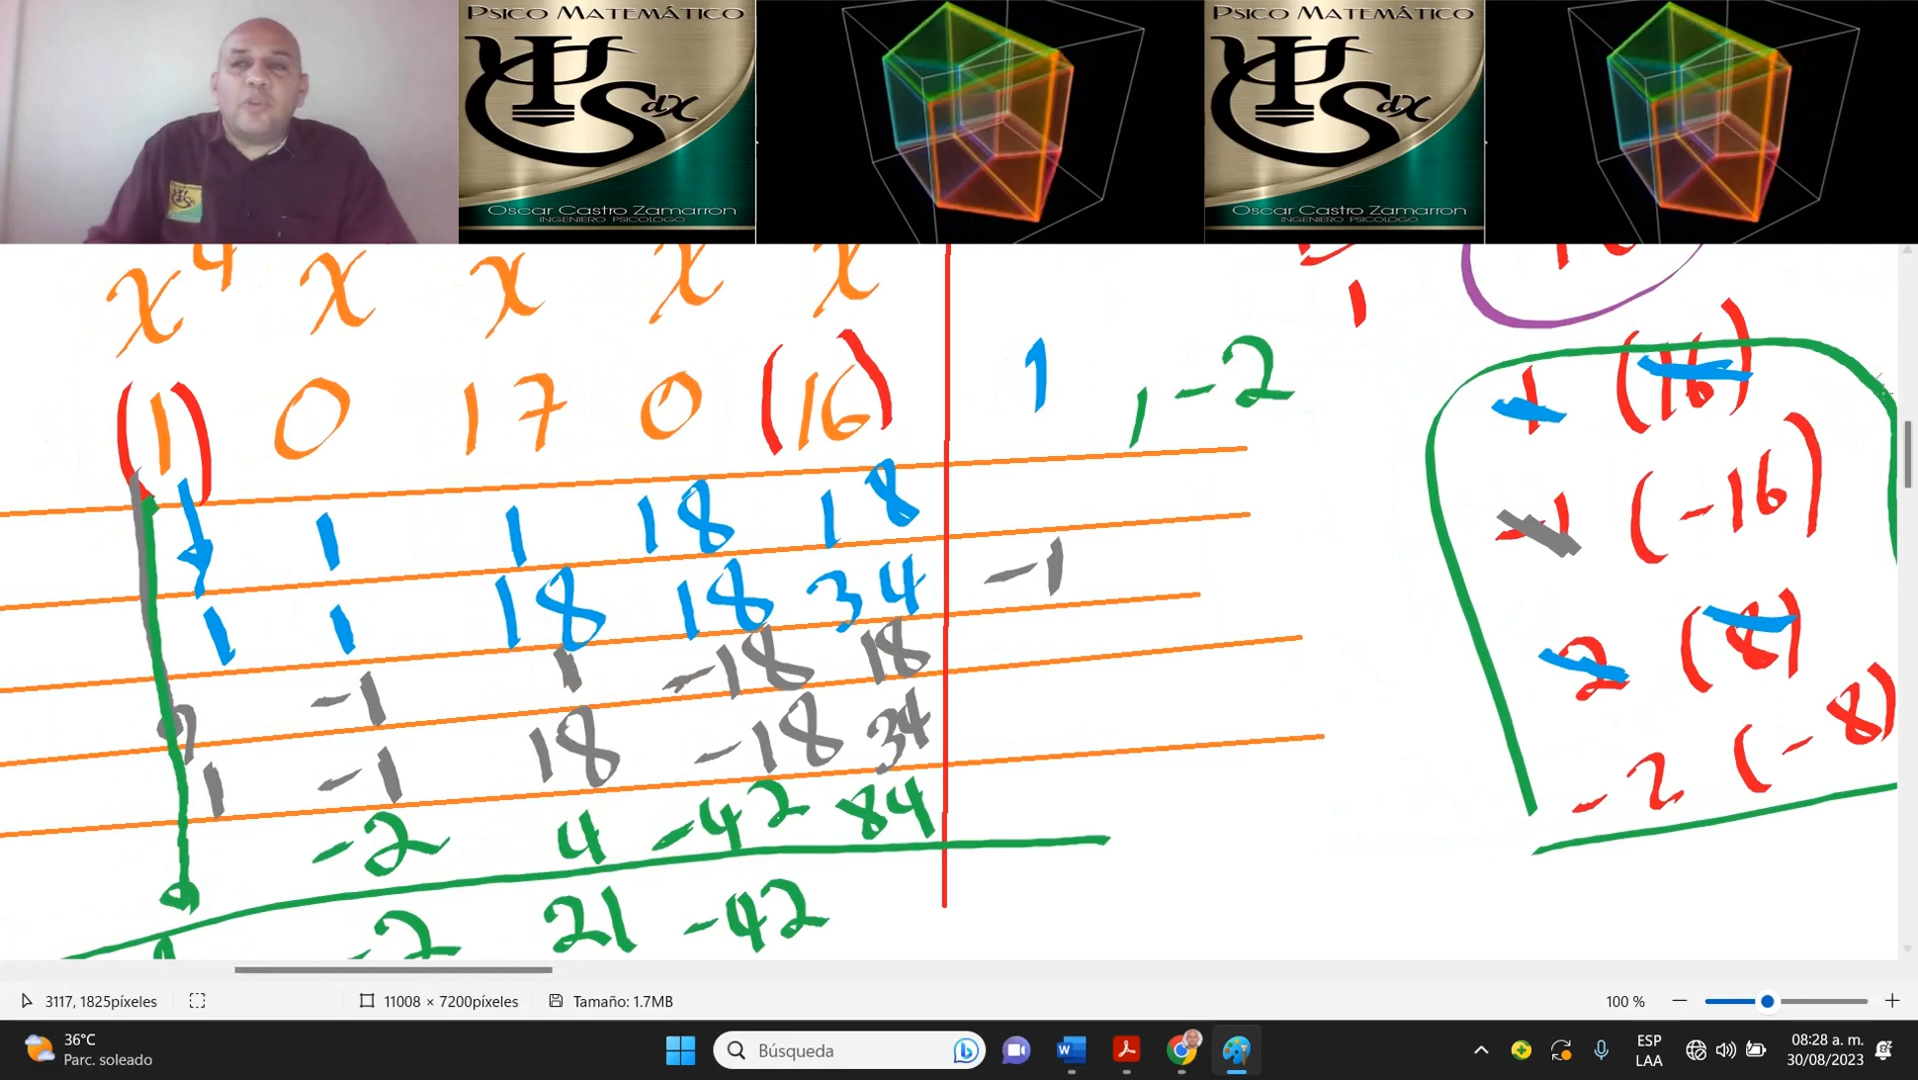 PSICO MATEMÁTICO
dx
OSCAR CASTRO ZAMARRON
INGENIERO PSICOLOGO
PSICO MATEMÁTICO
dx
OSCAR CASTRO ZAMARRON
INGENIERO PSICOLOGO
x⁴ x x x x
(1) 0 17 0 (16) 1 , -2
1 1 18 18
1 1 18 18 34 -1
-1 1 -18 18
1 -1 18 -18 34
-2 4 -42 84
-2 21 -42
1
1 (16)
-1 (-16)
2 (8)
-2 (-8)
3117, 1825píxeles
11008 × 7200píxeles
Tamaño: 1.7MB
100 %
36°C
Parc. soleado
Búsqueda
ESP
LAA
08:28 a. m.
30/08/2023